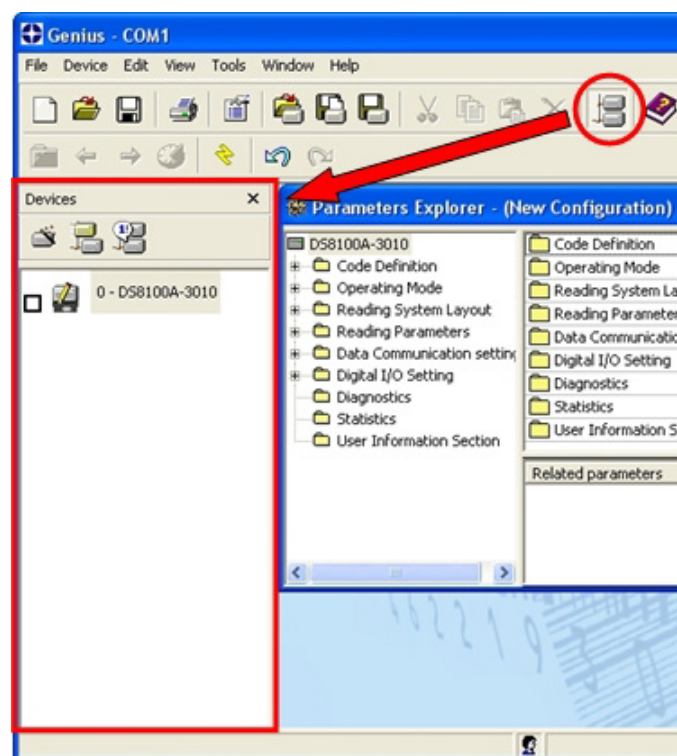 Genius - COM1
File Device Edit View Tools Window Help
Devices
0 - DS8100A-3010
Parameters Explorer - (New Configuration)
DS8100A-3010
Code Definition
Operating Mode
Reading System Layout
Reading Parameters
Data Communication setting
Digital I/O Setting
Diagnostics
Statistics
User Information Section
Code Definition
Operating Mode
Reading System La
Reading Parameter
Data Communicatio
Digital I/O Setting
Diagnostics
Statistics
User Information S
Related parameters